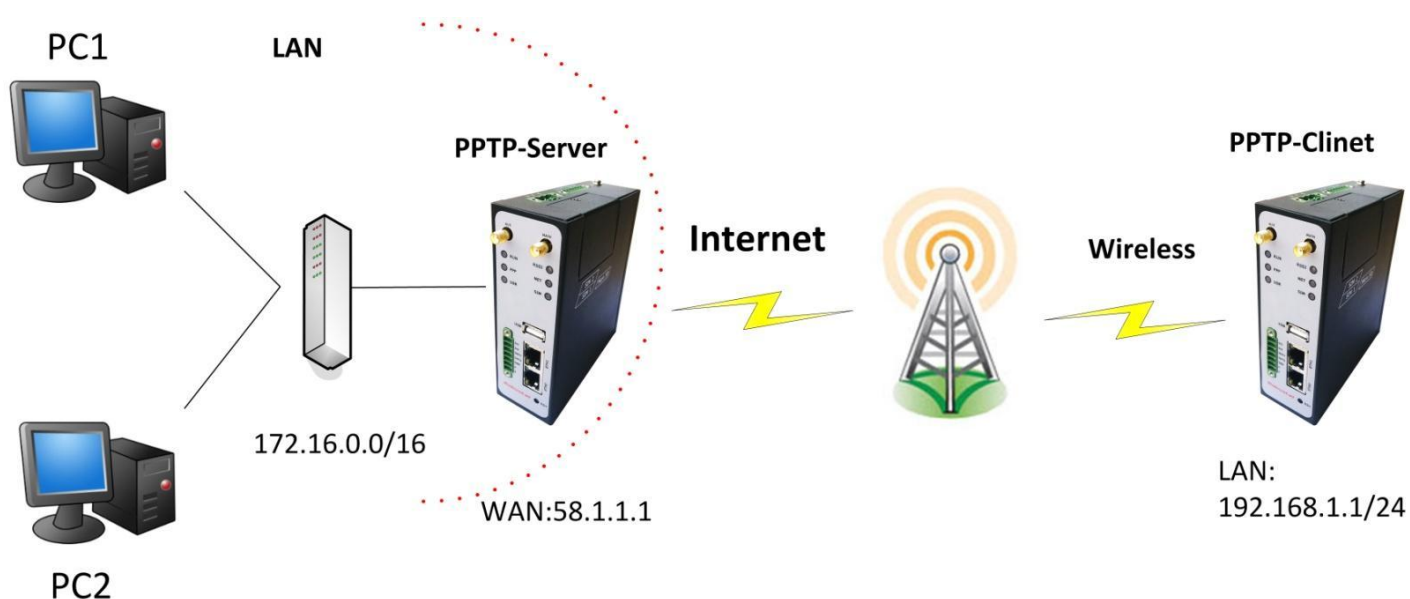 PC1
LAN
PPTP-Server
PPTP-Clinet
Internet
Wireless
172.16.0.0/16
WAN:58.1.1.1
LAN:
192.168.1.1/24
PC2